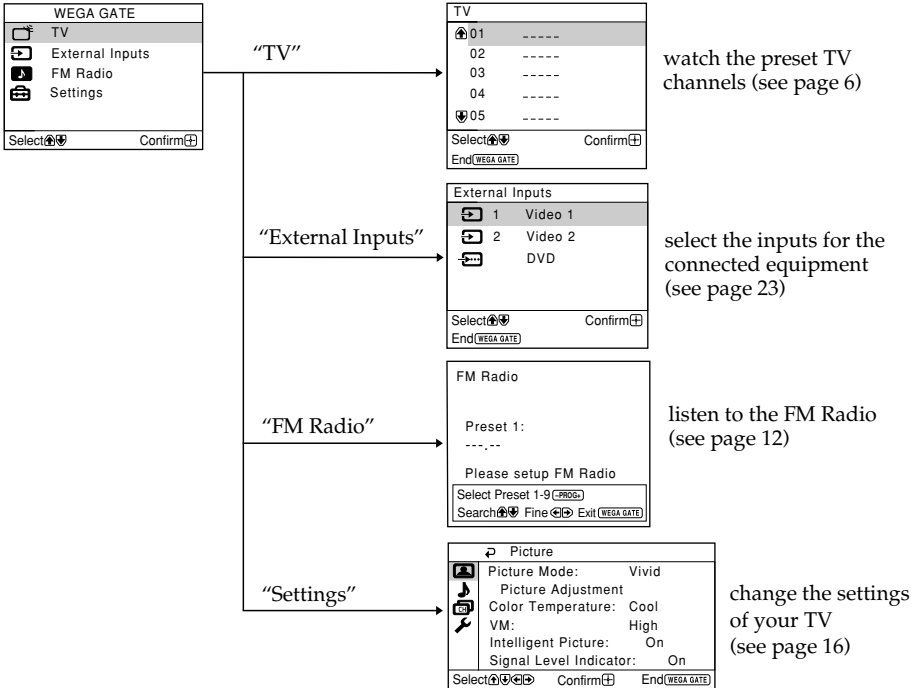 WEGA GATE
TV
External Inputs
FM Radio
Settings
Select Confirm
“TV”
TV
01 -----
02 -----
03 -----
04 -----
05 -----
Select Confirm
End WEGA GATE
watch the preset TV
channels (see page 6)
“External Inputs”
External Inputs
1 Video 1
2 Video 2
DVD
Select Confirm
End WEGA GATE
select the inputs for the
connected equipment
(see page 23)
“FM Radio”
FM Radio
Preset 1:
---.--
Please setup FM Radio
Select Preset 1-9 -PROG+
Search Fine Exit WEGA GATE
listen to the FM Radio
(see page 12)
“Settings”
Picture
Picture Mode: Vivid
Picture Adjustment
CH
Color Temperature: Cool
VM: High
Intelligent Picture: On
Signal Level Indicator: On
Select Confirm End WEGA GATE
change the settings
of your TV
(see page 16)